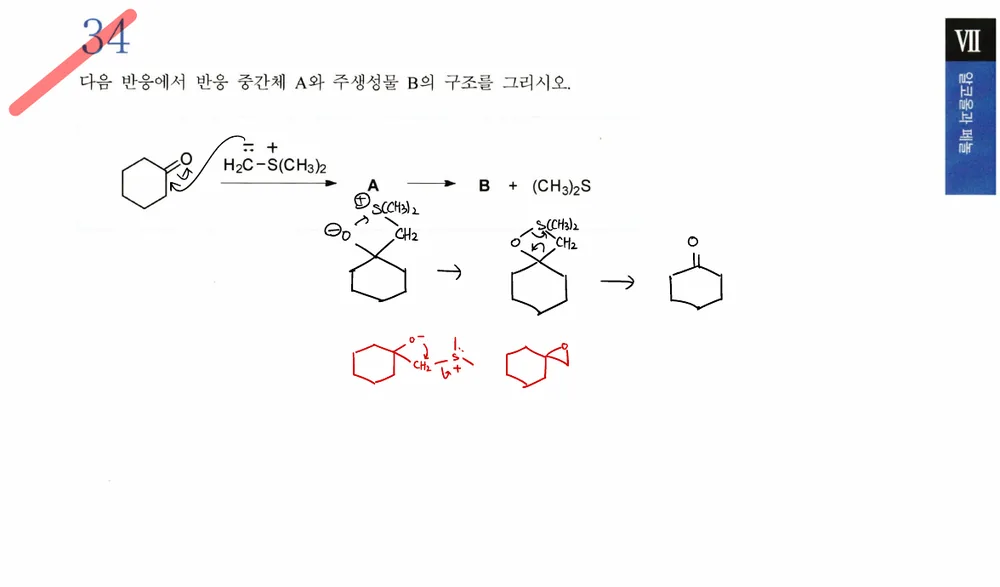 34
VII
알코올과 페놀
다음 반응에서 반응 중간체 A와 주생성물 B의 구조를 그리시오.
O
H₂C–S(CH₃)₂
+
A
B + (CH₃)₂S
⊕ S(CH₃)₂
⊖ O
CH₂
S(CH₃)₂
O
CH₂
O
O⁻
CH₂
S
+
O